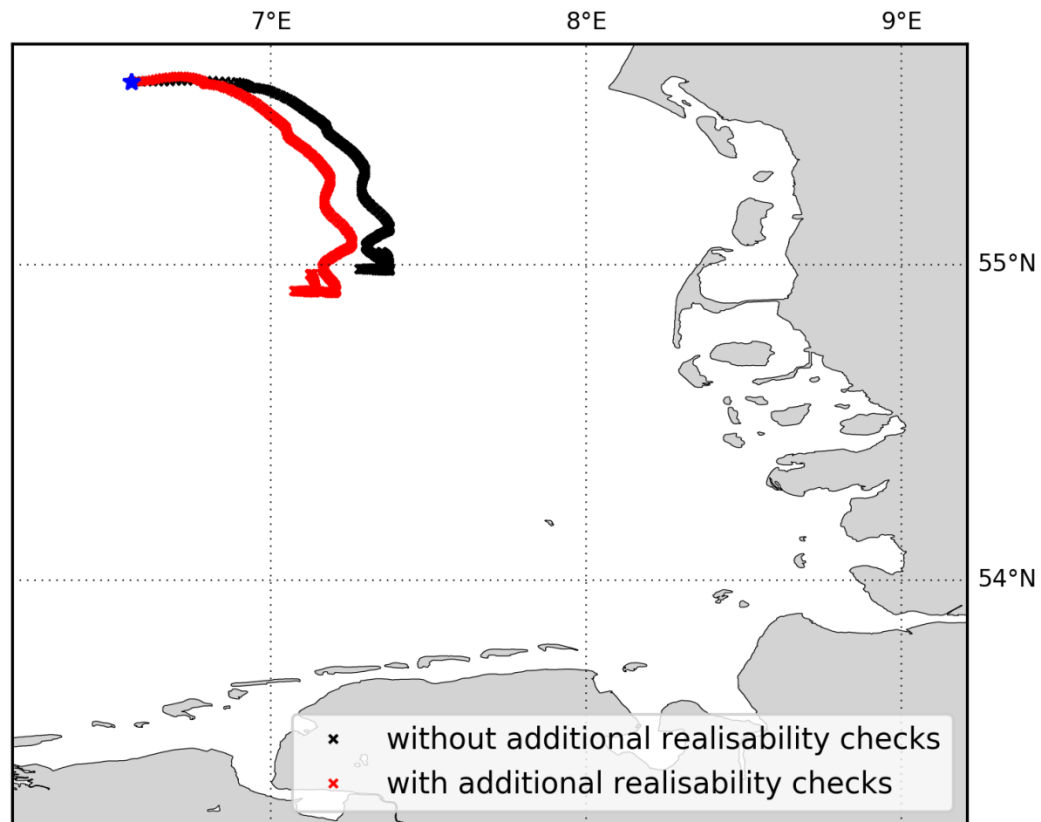 7°E 8°E 9°E
55°N
54°N
without additional realisability checks
with additional realisability checks